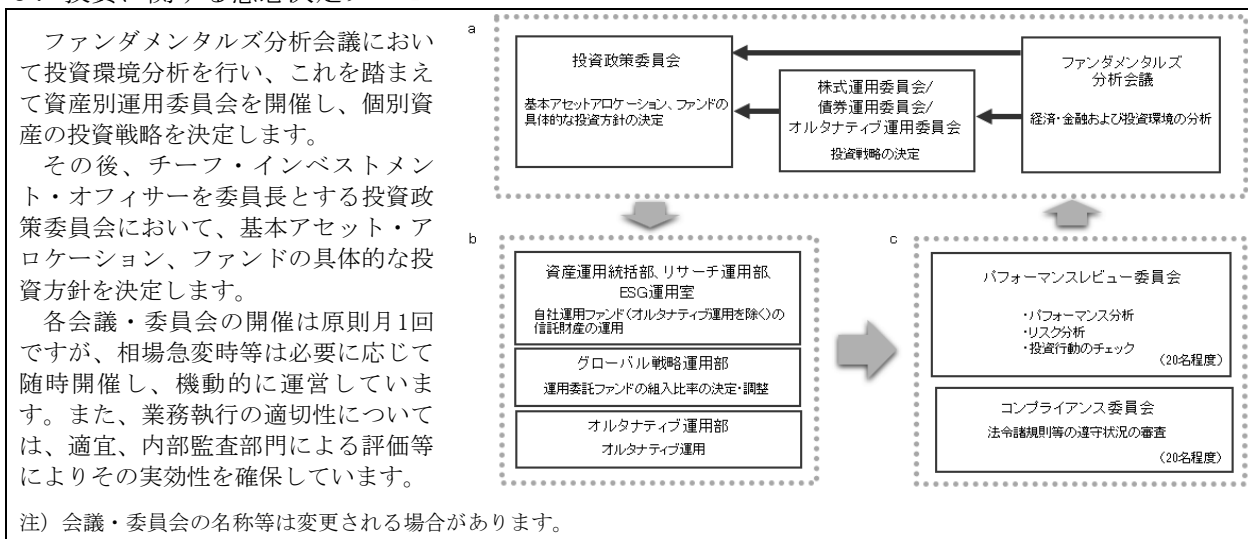 ファンダメンタルズ分析会議におい
て投資環境分析を行い、これを踏まえ
て資産別運用委員会を開催し、個別資
産の投資戦略を決定します。
その後、チーフ・インベストメン
ト・オフィサーを委員長とする投資政
策委員会において、基本アセット・ア
ロケーション、ファンドの具体的な投
資方針を決定します。
各会議・委員会の開催は原則月1回
ですが、相場急変時等は必要に応じて
随時開催し、機動的に運営していま
す。また、業務執行の適切性について
は、適宜、内部監査部門による評価等
によりその実効性を確保しています。
a
投資政策委員会
基本アセットアロケーション、ファンドの
具体的な投資方針の決定
株式運用委員会/
債券運用委員会/
オルタナティブ運用委員会
投資戦略の決定
ファンダメンタルズ
分析会議
経済・金融および投資環境の分析
b
資産運用統括部、リサーチ運用部、
ESG運用室
自社運用ファンド(オルタナティブ運用を除く)の
信託財産の運用
グローバル戦略運用部
運用委託ファンドの組入比率の決定・調整
オルタナティブ運用部
オルタナティブ運用
c
パフォーマンスレビュー委員会
・パフォーマンス分析
・リスク分析
・投資行動のチェック
(20名程度)
コンプライアンス委員会
法令諸規則等の遵守状況の審査
(20名程度)
注) 会議・委員会の名称等は変更される場合があります。